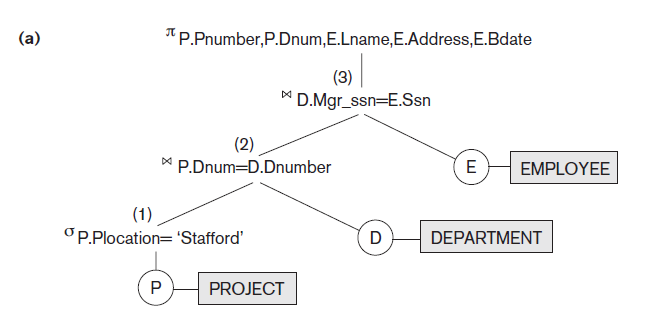 (a)
π P.Pnumber,P.Dnum,E.Lname,E.Address,E.Bdate
(3)
⋈ D.Mgr_ssn=E.Ssn
(2)
⋈ P.Dnum=D.Dnumber
E
EMPLOYEE
(1)
σ P.Plocation= ‘Stafford’
D
DEPARTMENT
P
PROJECT